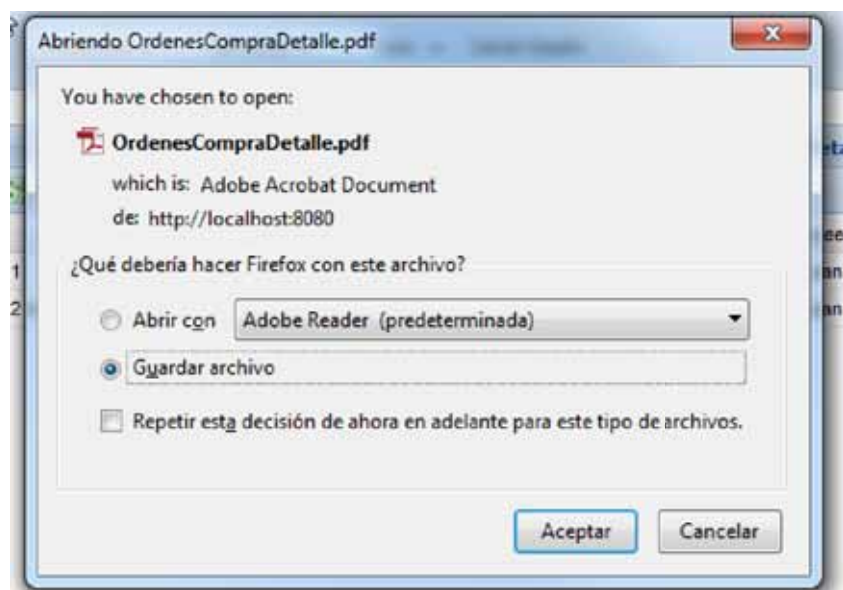 Abriendo OrdenesCompraDetalle.pdf
You have chosen to open:
OrdenesCompraDetalle.pdf
which is: Adobe Acrobat Document
de: http://localhost:8080
¿Qué debería hacer Firefox con este archivo?
1
Abrir con Adobe Reader (predeterminada)
2
Guardar archivo
Repetir esta decisión de ahora en adelante para este tipo de archivos.
Aceptar Cancelar